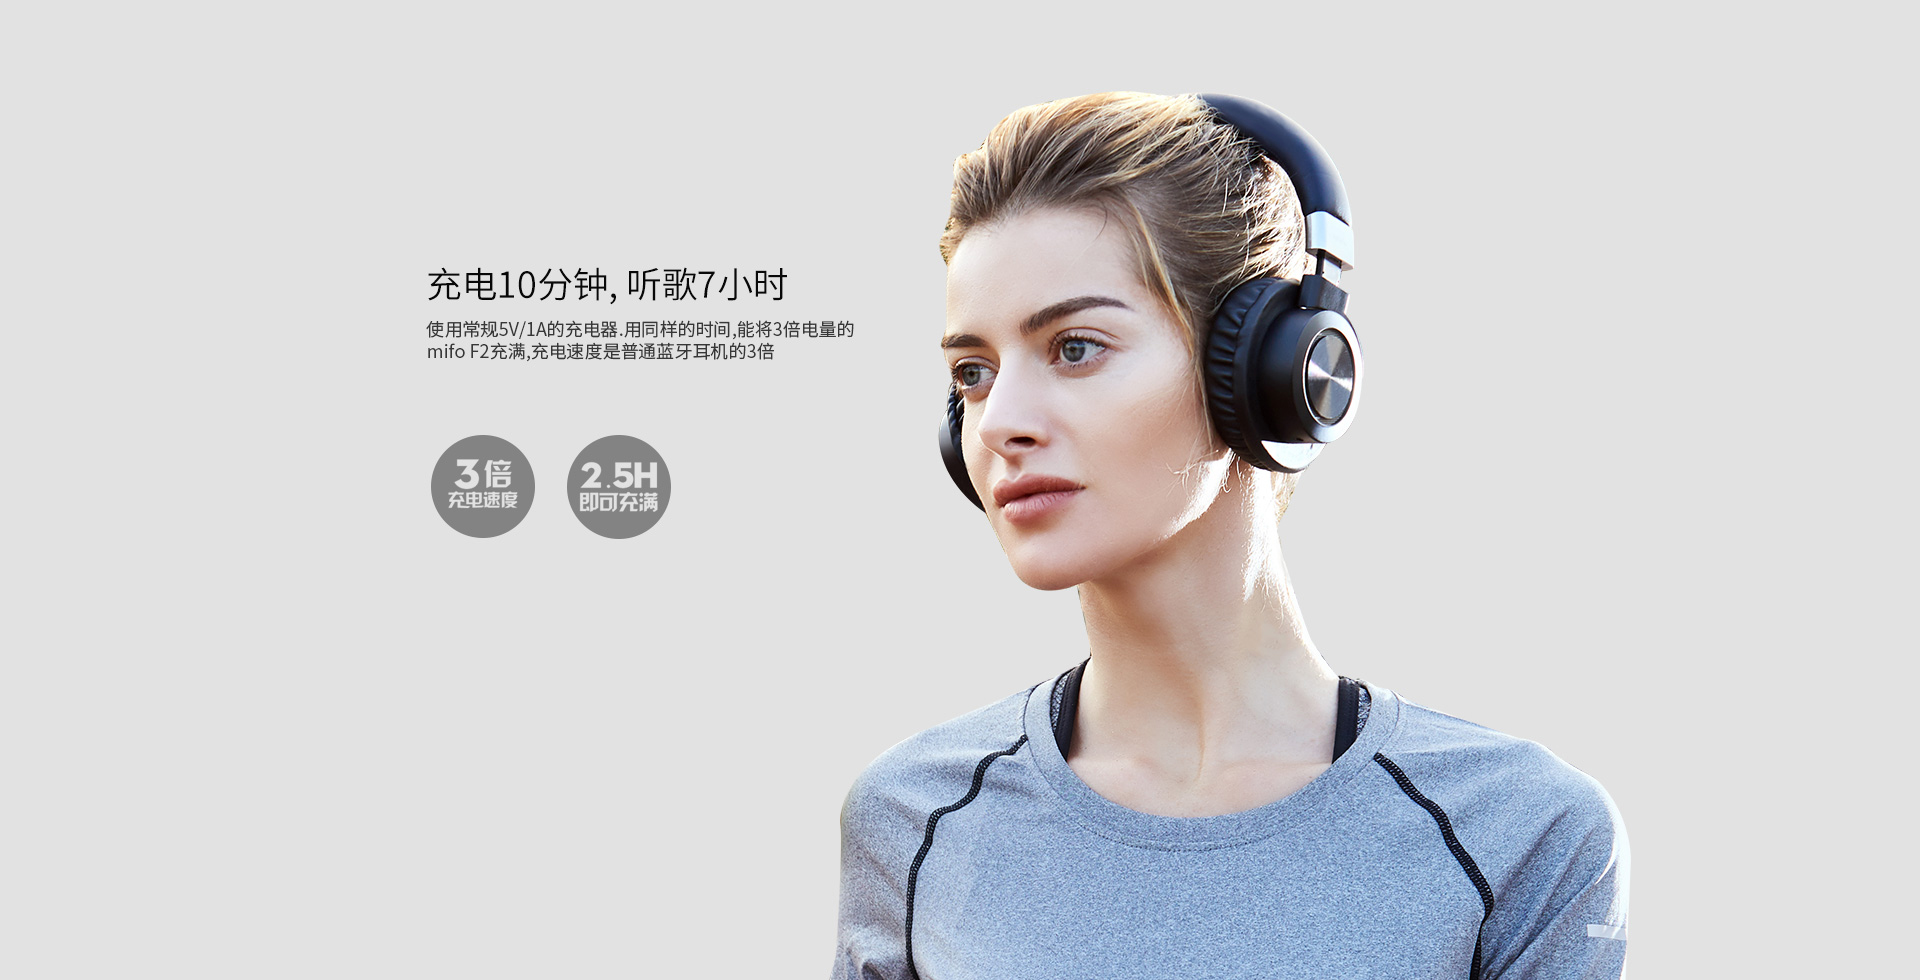 充电10分钟, 听歌7小时
使用常规5V/1A的充电器.用同样的时间,能将3倍电量的
mifo F2充满,充电速度是普通蓝牙耳机的3倍
3倍
充电速度
2.5H
即可充满